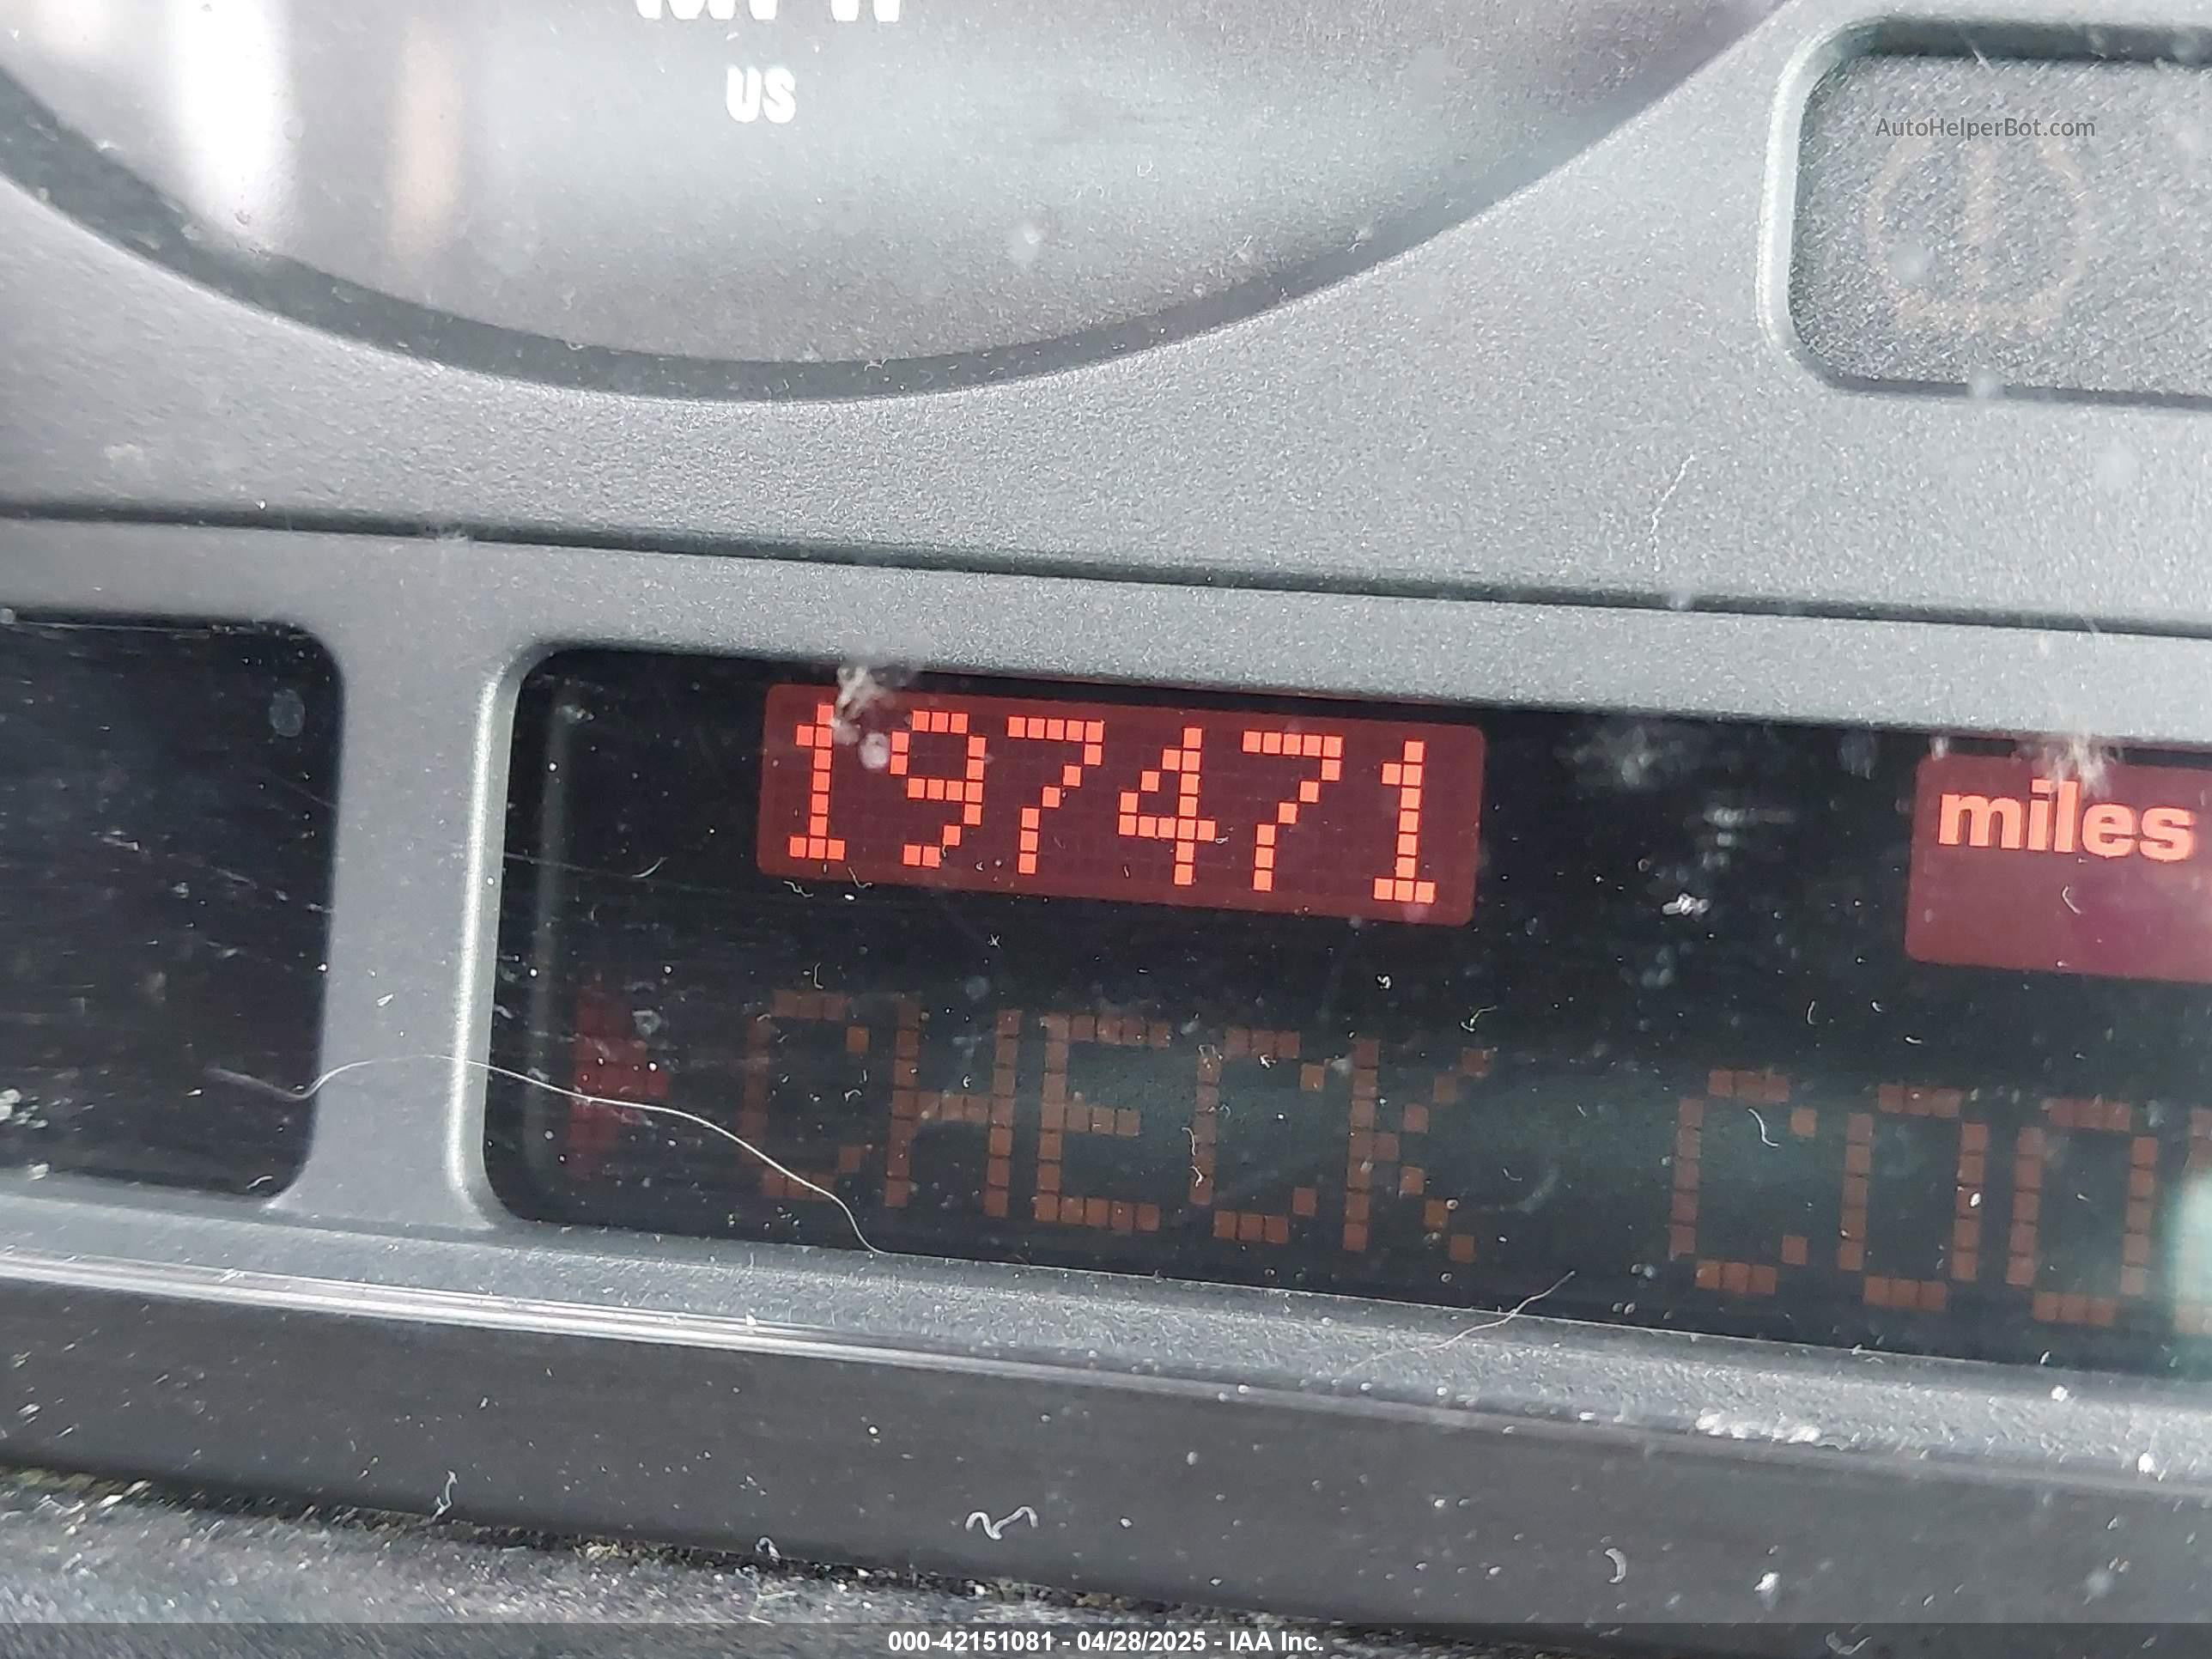 US
AutoHelperBot.com
197471
miles
CHECK
000-42151081 - 04/28/2025 - IAA Inc.